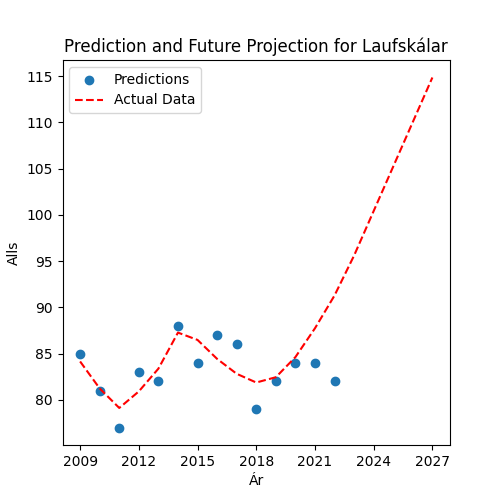 Prediction and Future Projection for Laufskálar
Predictions
Actual Data
115
110
105
100
95
90
85
80
Alls
2009 2012 2015 2018 2021 2024 2027
Ár